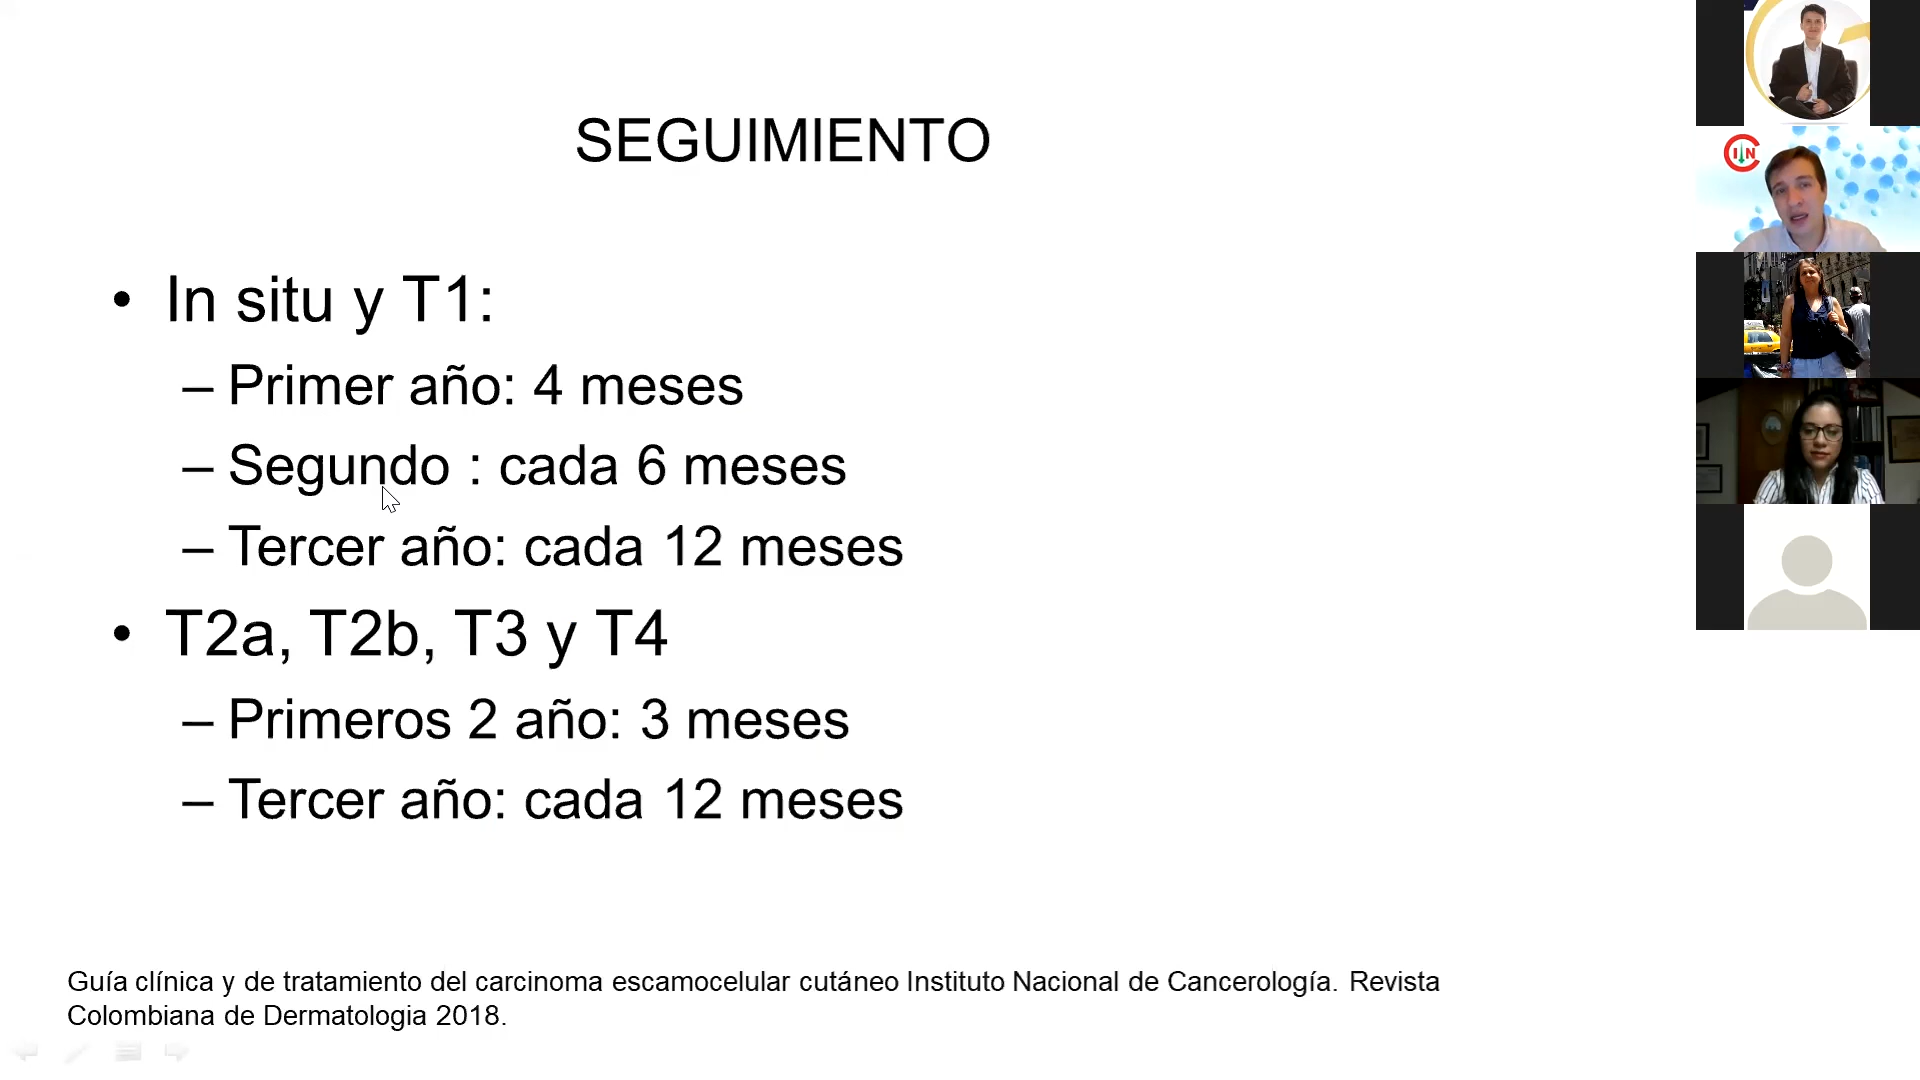 SEGUIMIENTO
• In situ y T1:
– Primer año: 4 meses
– Segundo : cada 6 meses
– Tercer año: cada 12 meses
• T2a, T2b, T3 y T4
– Primeros 2 año: 3 meses
– Tercer año: cada 12 meses
Guía clínica y de tratamiento del carcinoma escamocelular cutáneo Instituto Nacional de Cancerología. Revista
Colombiana de Dermatologia 2018.